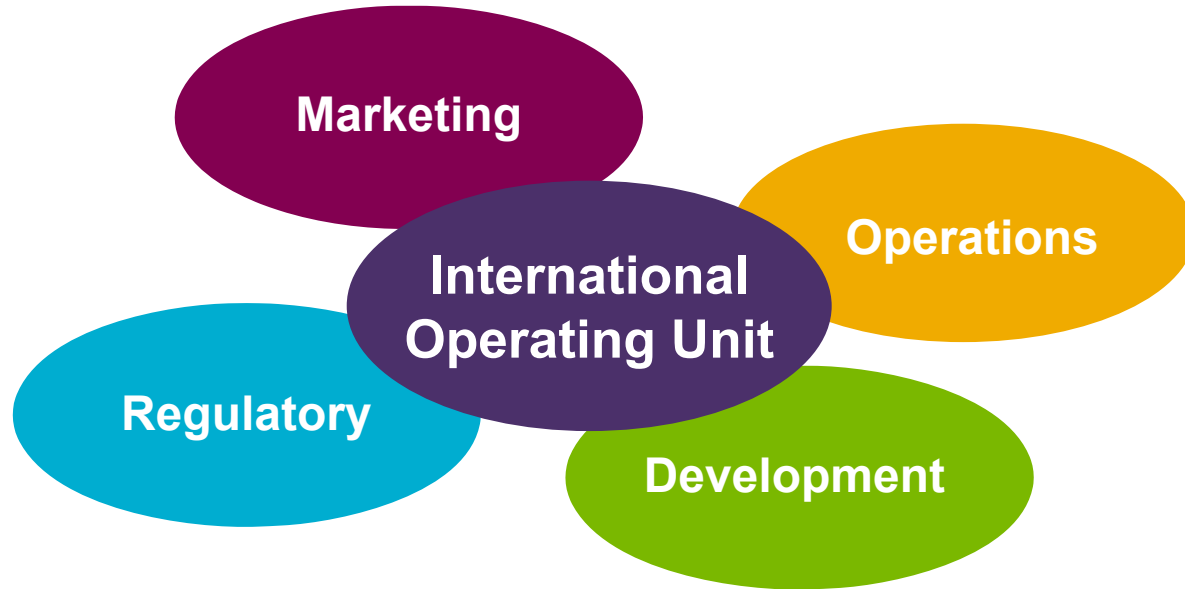 Marketing
Operations
International
Operating Unit
Regulatory
Development